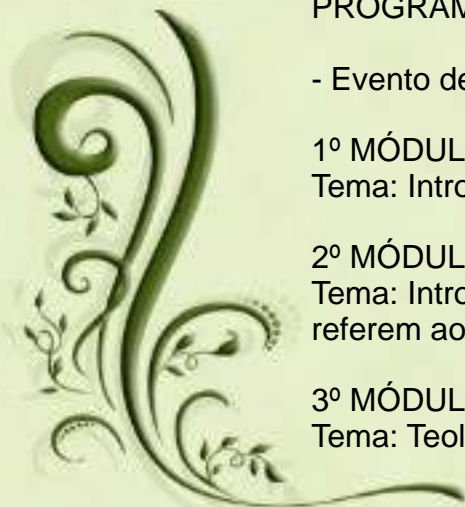 PROGRAM
- Evento de
1º MÓDUL
Tema: Intro
2º MÓDUL
Tema: Intro
referem ao
3º MÓDUL
Tema: Teol